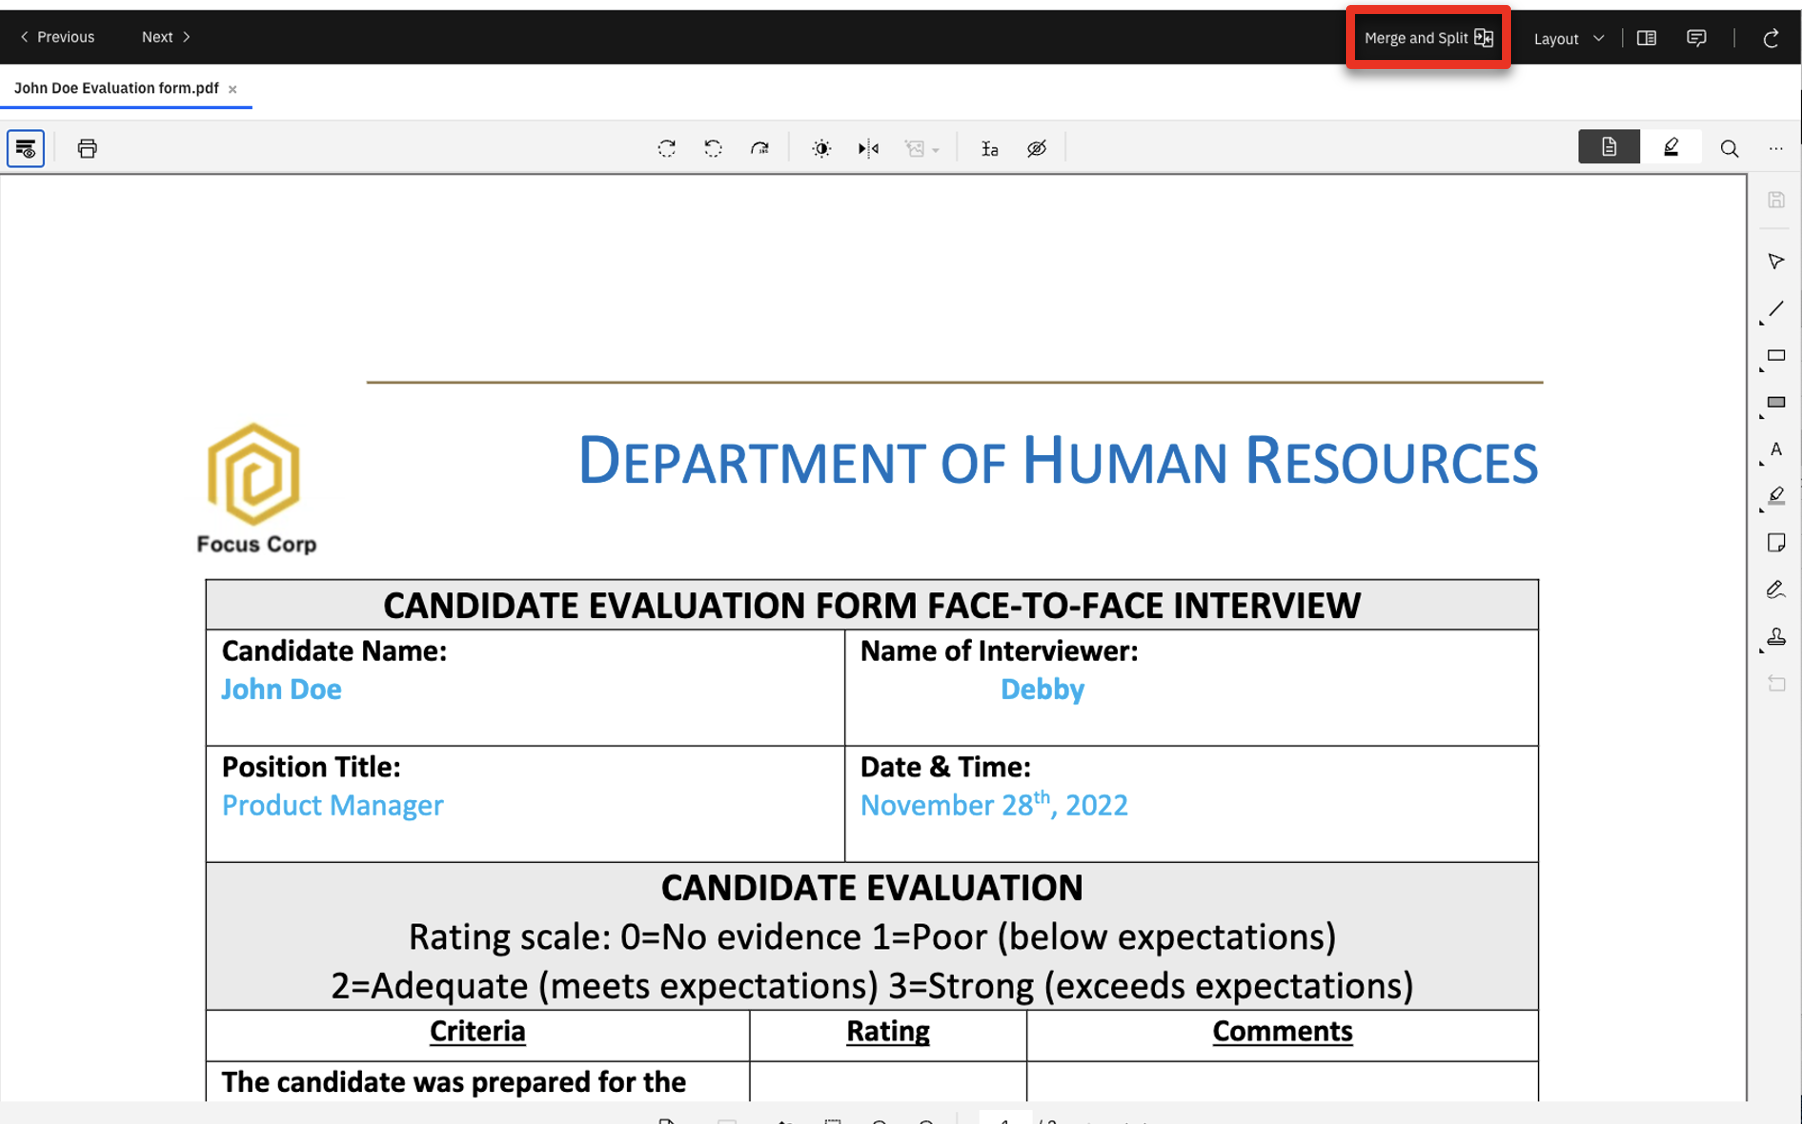 Previous Next Merge and Split Layout
John Doe Evaluation form.pdf
DEPARTMENT OF HUMAN RESOURCES
Focus Corp
CANDIDATE EVALUATION FORM FACE-TO-FACE INTERVIEW
Candidate Name: Name of Interviewer:
John Doe Debby
Position Title: Date & Time:
Product Manager November 28th, 2022
CANDIDATE EVALUATION
Rating scale: 0=No evidence 1=Poor (below expectations)
2=Adequate (meets expectations) 3=Strong (exceeds expectations)
Criteria Rating Comments
The candidate was prepared for the